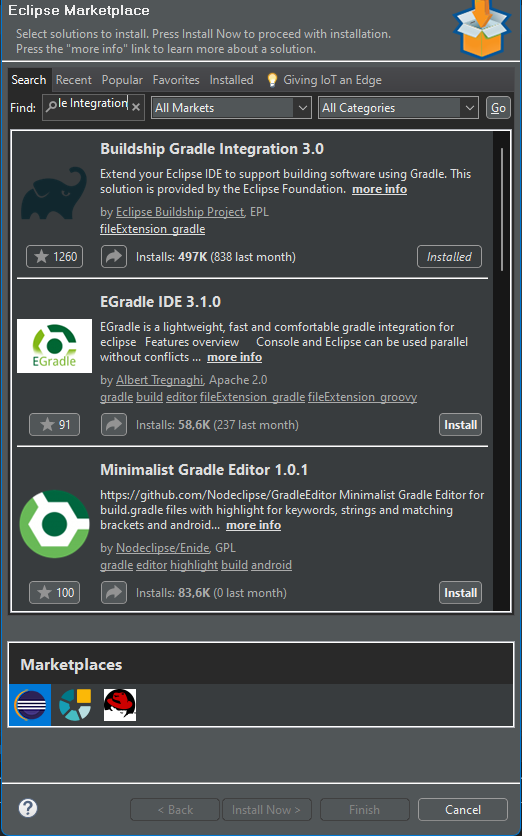 Eclipse Marketplace
Select solutions to install. Press Install Now to proceed with installation.
Press the "more info" link to learn more about a solution.
Search Recent Popular Favorites Installed Giving IoT an Edge
Find: le Integration All Markets All Categories Go
Buildship Gradle Integration 3.0
Extend your Eclipse IDE to support building software using Gradle. This
solution is provided by the Eclipse Foundation. more info
by Eclipse Buildship Project, EPL
fileExtension_gradle
1260 Installs: 497K (838 last month) Installed
EGradle IDE 3.1.0
EGradle is a lightweight, fast and comfortable gradle integration for
eclipse Features overview Console and Eclipse can be used parallel
without conflicts ... more info
EGradle
by Albert Tregnaghi, Apache 2.0
gradle build editor fileExtension_gradle fileExtension_groovy
91 Installs: 58,6K (237 last month) Install
Minimalist Gradle Editor 1.0.1
https://github.com/Nodeclipse/GradleEditor Minimalist Gradle Editor for
build.gradle files with highlight for keywords, strings and matching
brackets and android... more info
by Nodeclipse/Enide, GPL
gradle editor highlight build android
100 Installs: 83,6K (0 last month) Install
Marketplaces
? < Back Install Now > Finish Cancel